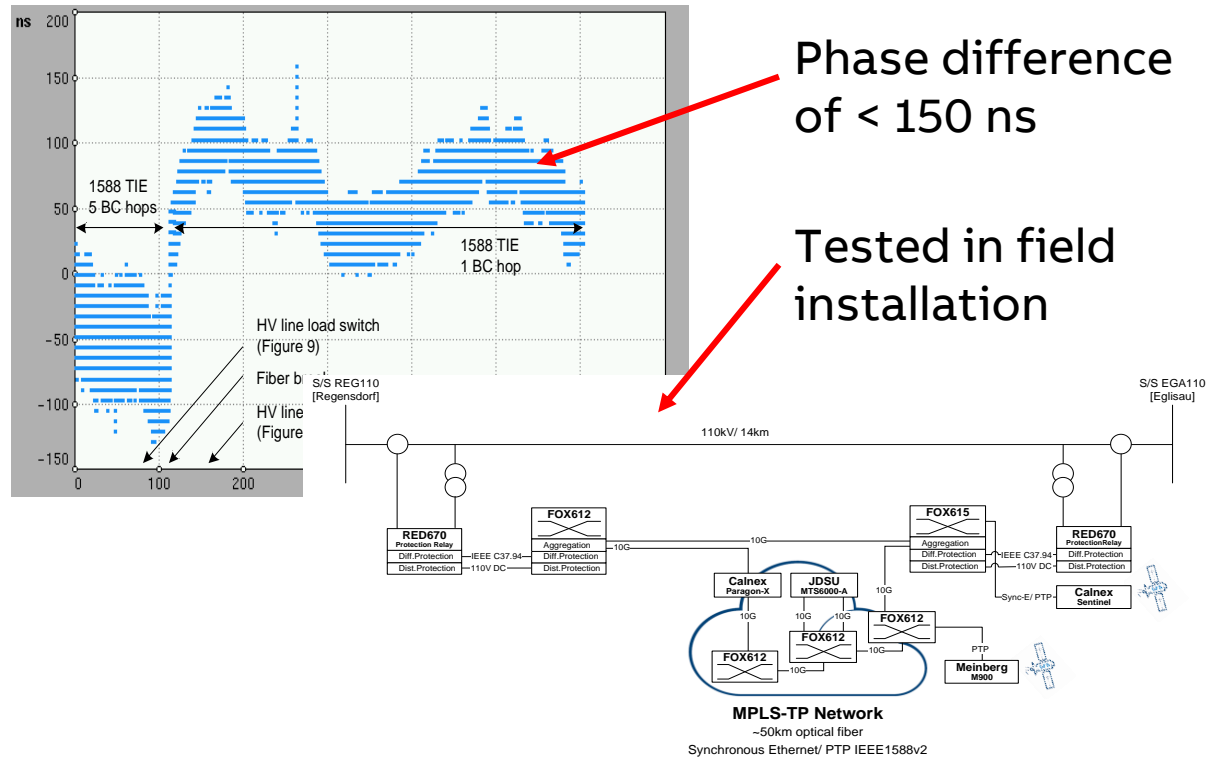 ns
200
150
100
50
0
-50
-100
-150
0
100
200
1588 TIE
5 BC hops
1588 TIE
1 BC hop
HV line load switch
(Figure 9)
Fiber
HV line
(Figure
Phase difference
of < 150 ns
Tested in field
installation
S/S REG110
[Regensdorf]
S/S EGA110
[Eglisau]
110kV/ 14km
RED670
Protection Relay
Diff.Protection
Dist.Protection
IEEE C37.94
110V DC
FOX612
Aggregation
Diff.Protection
Dist.Protection
10G
10G
FOX615
Aggregation
Diff.Protection
Dist.Protection
IEEE C37.94
110V DC
RED670
ProtectionRelay
Diff.Protection
Dist.Protection
Sync-E/ PTP
Calnex
Sentinel
Calnex
Paragon-X
JDSU
MTS6000-A
10G
10G
10G
10G
FOX612
FOX612
FOX612
10G
10G
PTP
Meinberg
M900
MPLS-TP Network
~50km optical fiber
Synchronous Ethernet/ PTP IEEE1588v2